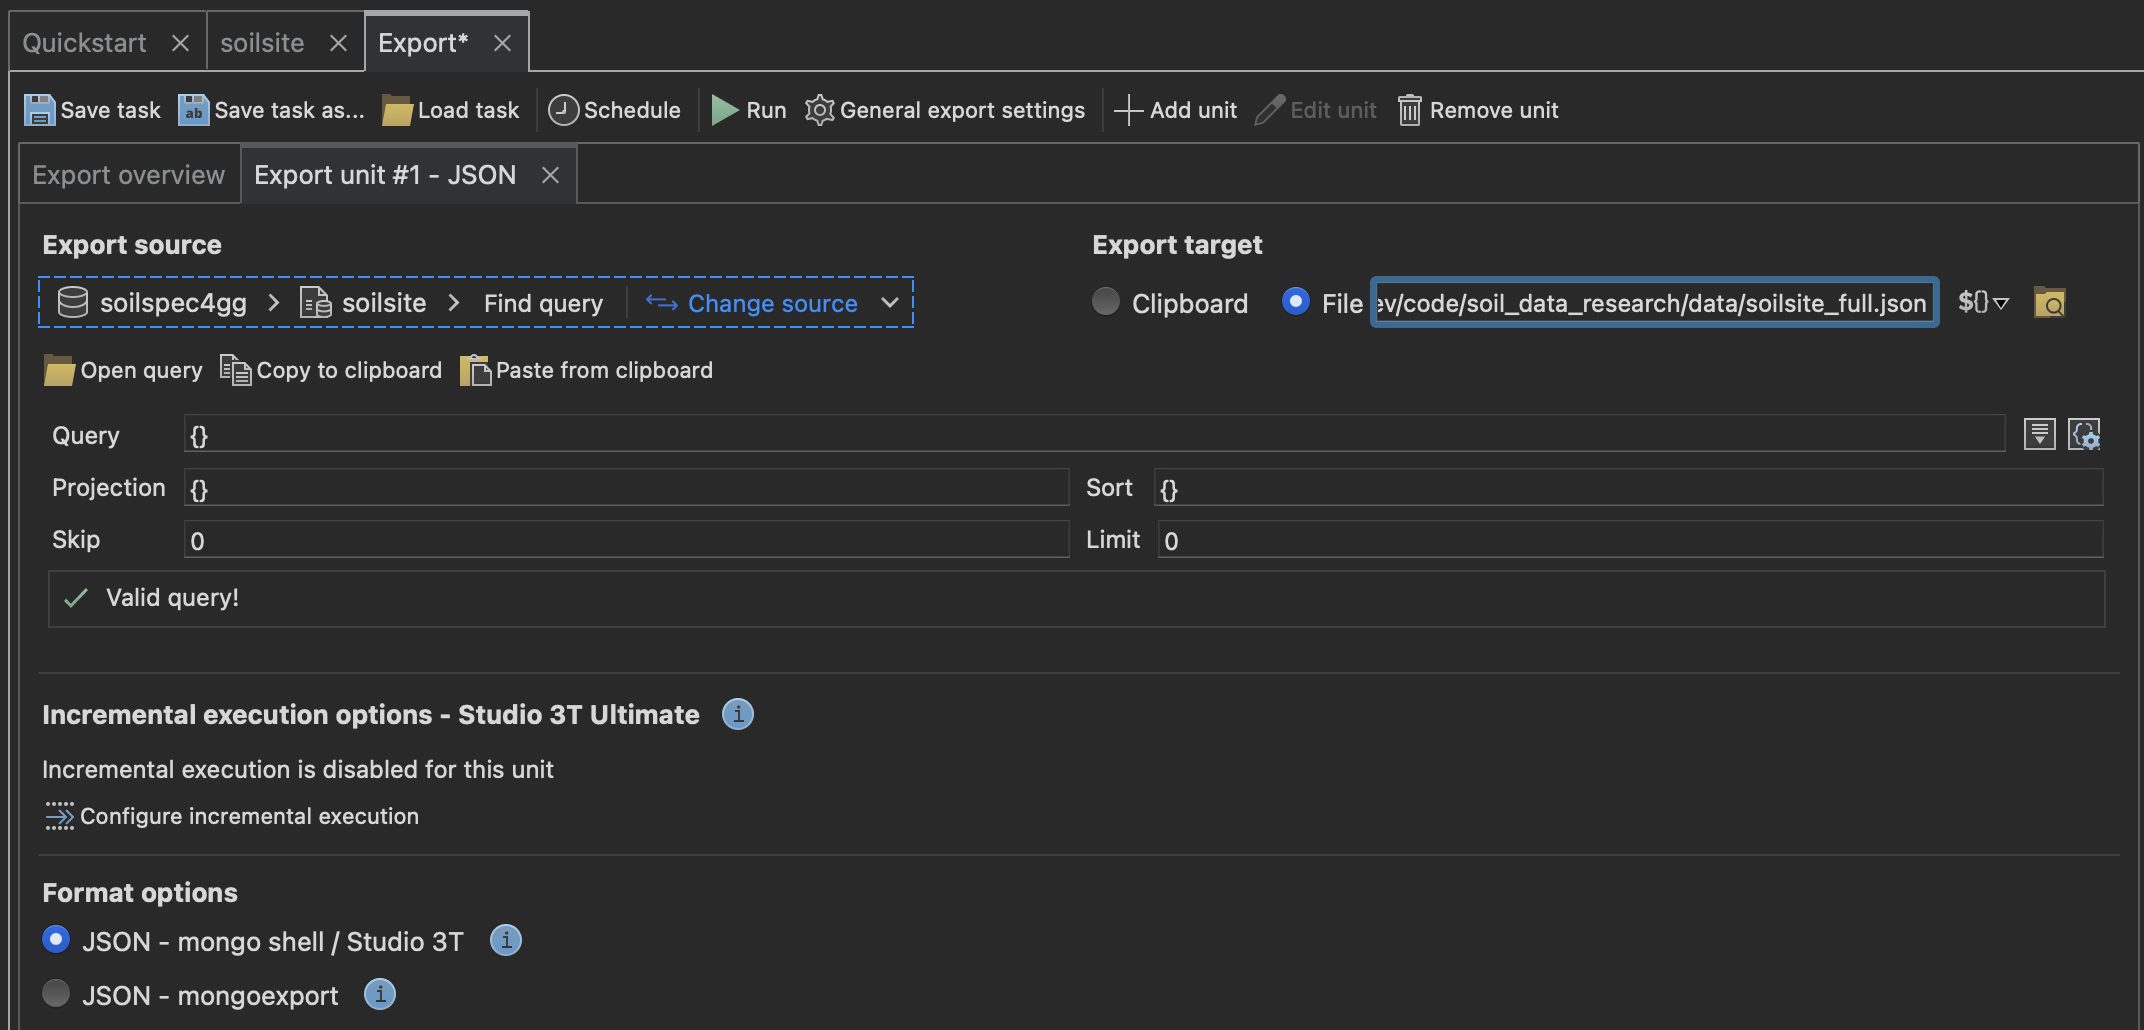 Quickstart soilsite Export*
Save task Save task as... Load task Schedule Run General export settings Add unit Edit unit Remove unit
Export overview Export unit #1 - JSON
Export source Export target
soilspec4gg > soilsite > Find query Change source Clipboard File ev/code/soil_data_research/data/soilsite_full.json ${}
Open query Copy to clipboard Paste from clipboard
Query {}
Projection {} Sort {}
Skip 0 Limit 0
Valid query!
Incremental execution options - Studio 3T Ultimate i
Incremental execution is disabled for this unit
Configure incremental execution
Format options
JSON - mongo shell / Studio 3T i
JSON - mongoexport i